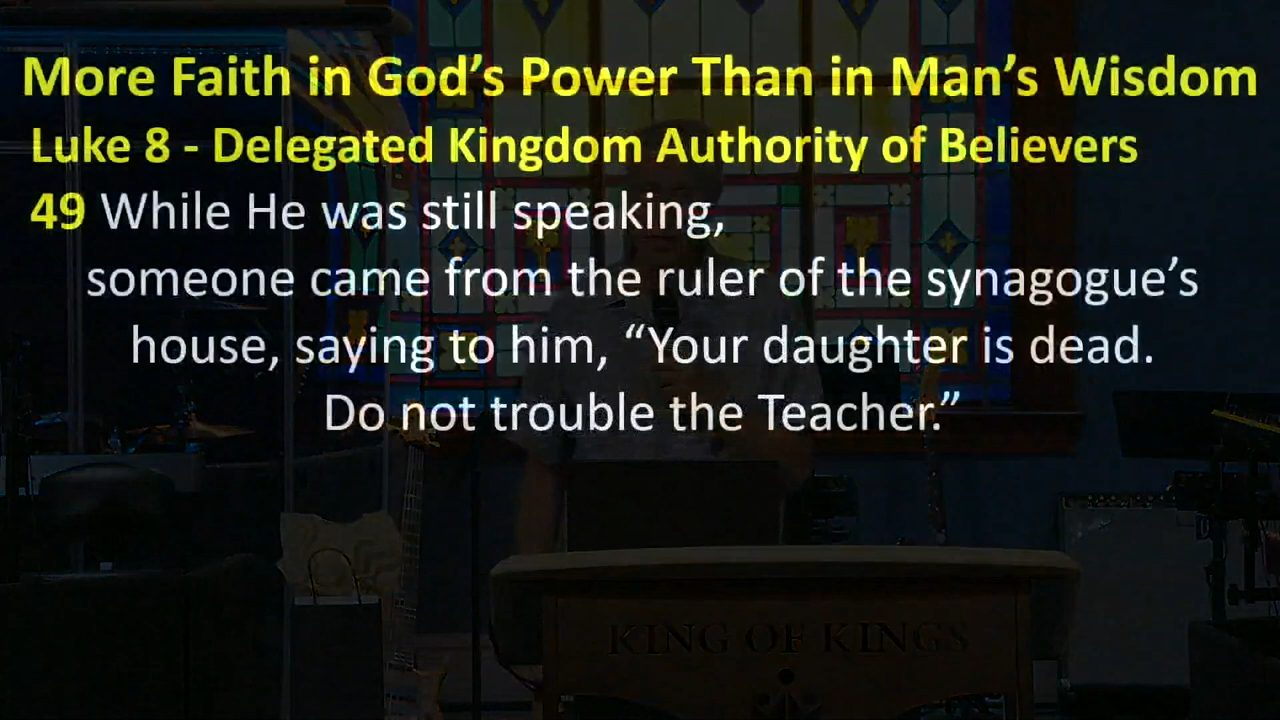 More Faith in God’s Power Than in Man’s Wisdom
Luke 8 - Delegated Kingdom Authority of Believers
49 While He was still speaking,
someone came from the ruler of the synagogue’s
house, saying to him, “Your daughter is dead.
Do not trouble the Teacher.”
KING OF KINGS